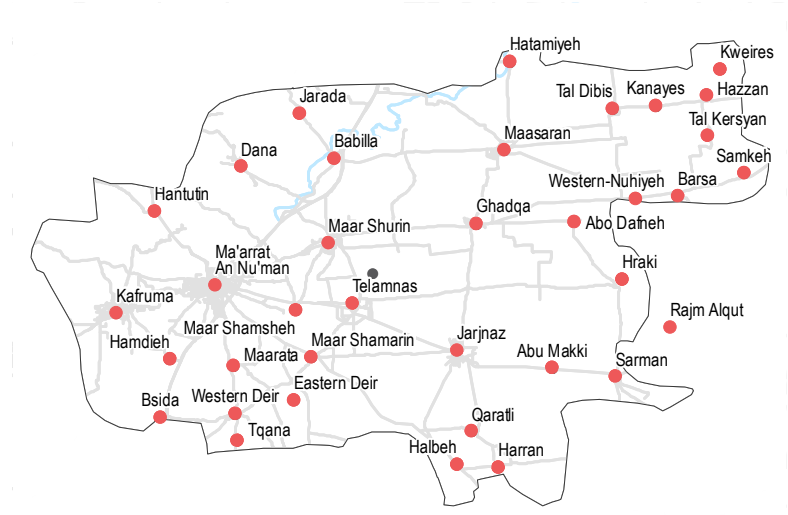 Hatamiyeh
Kweires
Tal Dibis
Kanayes
Hazzan
Jarada
Tal Kersyan
Babilla
Maasaran
Dana
Samkeh
Western-Nuhiyeh
Barsa
Hantutin
Ghadqa
Maar Shurin
Abo Dafneh
Ma'arrat
An Nu'man
Hraki
Telamnas
Kafruma
Rajm Alqut
Maar Shamsheh
Hamdieh
Maar Shamarin
Jarjnaz
Maarata
Abu Makki
Sarman
Eastern Deir
Western Deir
Bsida
Qaratli
Tqana
Halbeh
Harran